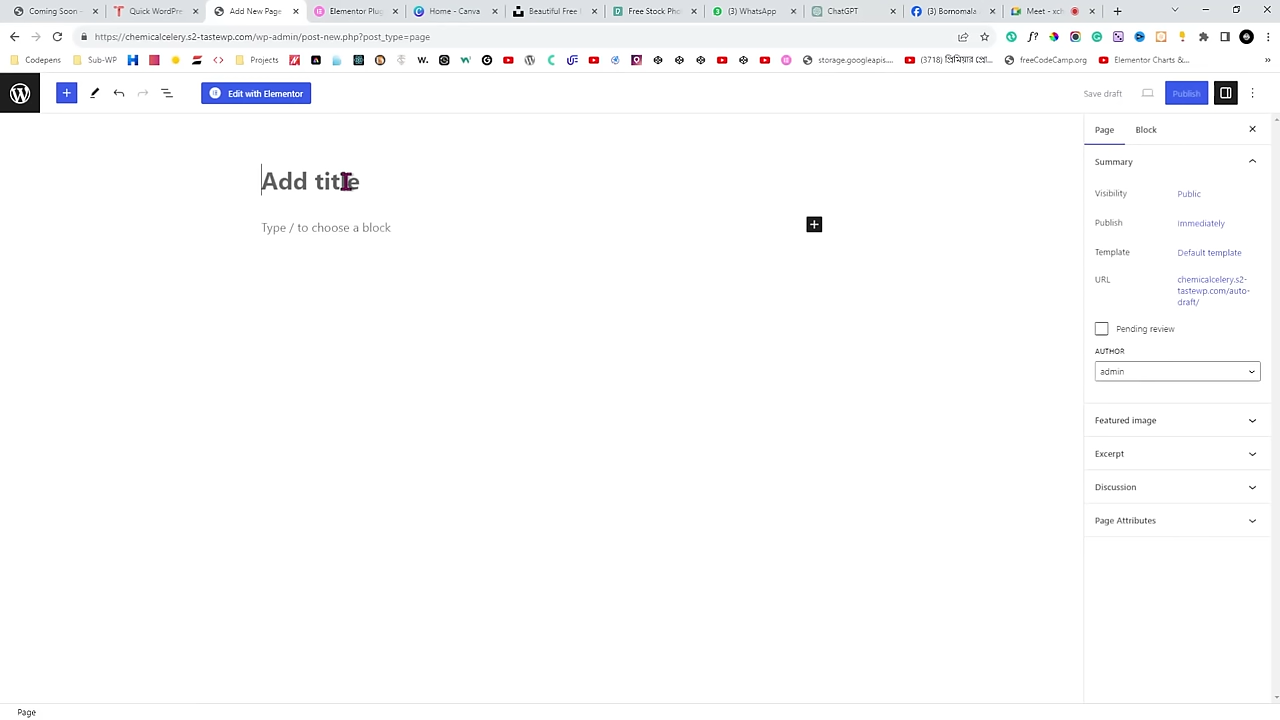 Coming Soon –
Quick WordPre
Add New Page
Elementor Plug
Home - Canva
Beautiful Free
Free Stock Pho
(3) WhatsApp
ChatGPT
(3) Bornomala
Meet - xch
https://chemicalcelery.s2-tastewp.com/wp-admin/post-new.php?post_type=page
Codepens
Sub-WP
Projects
storage.googleapis....
(3718)
freeCodeCamp.org
Elementor Charts &...
Edit with Elementor
Save draft
Publish
Page
Block
Add title
Type / to choose a block
Summary
Visibility
Public
Publish
Immediately
Template
Default template
URL
chemicalcelery.s2-
tastewp.com/auto-
draft/
Pending review
AUTHOR
admin
Featured image
Excerpt
Discussion
Page Attributes
Page